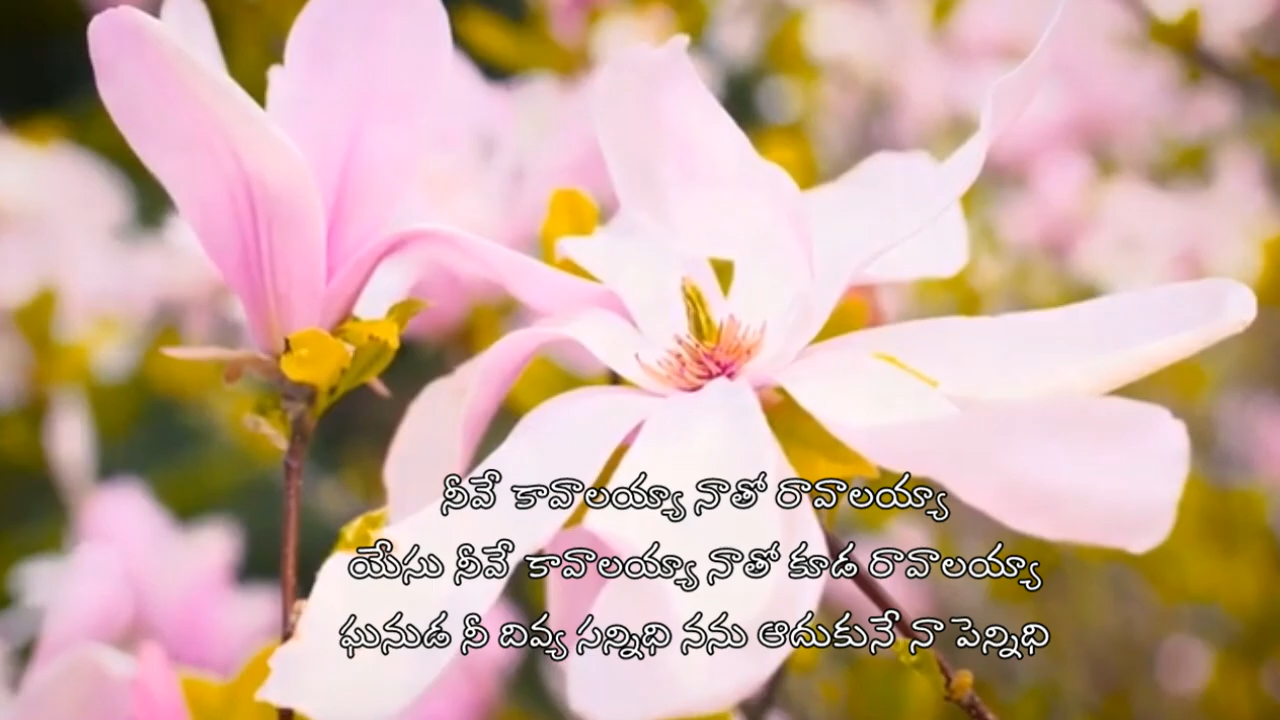 నీవే కావాలయ్యా నాతో రావాలయ్యా
యేసు నీవే కావాలయ్యా నాతో కూడ రావాలయ్యా
ఘనుడ నీ దివ్య సన్నిధి నను ఆదుకునే నా పెన్నిధి